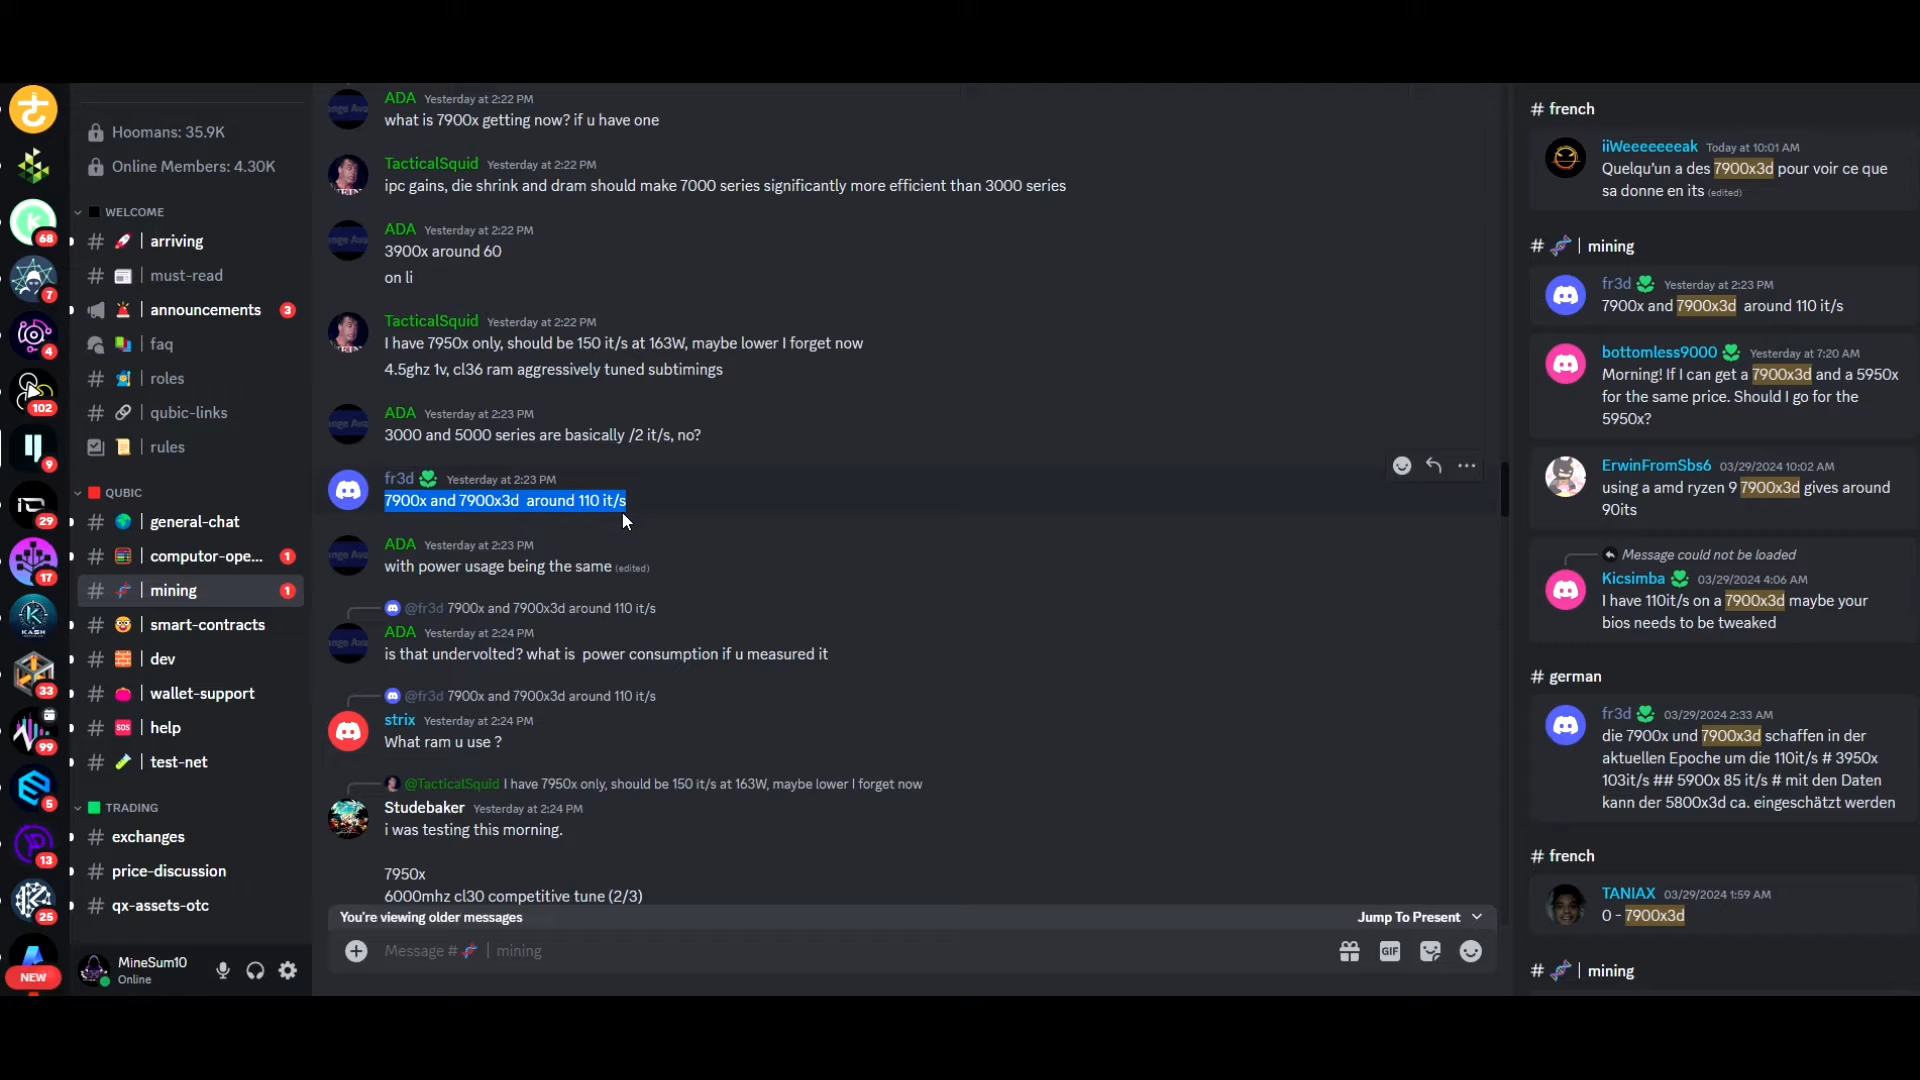 68
7
4
102
9
29
17
KASH
33
99
5
13
25
NEW
Hoomans: 35.9K
Online Members: 4.30K
WELCOME
# | arriving
# | must-read
| announcements 3
| faq
# | roles
# | qubic-links
| rules
QUBIC
# | general-chat
# | computor-ope... 1
# | mining 1
# | smart-contracts
# | dev
# | wallet-support
# SOS | help
# | test-net
TRADING
# exchanges
# price-discussion
# qx-assets-otc
MineSum10
Online
ADA Yesterday at 2:22 PM
what is 7900x getting now? if u have one
TacticalSquid Yesterday at 2:22 PM
ipc gains, die shrink and dram should make 7000 series significantly more efficient than 3000 series
ADA Yesterday at 2:22 PM
3900x around 60
on li
TacticalSquid Yesterday at 2:22 PM
I have 7950x only, should be 150 it/s at 163W, maybe lower I forget now
4.5ghz 1v, cl36 ram aggressively tuned subtimings
ADA Yesterday at 2:23 PM
3000 and 5000 series are basically /2 it/s, no?
fr3d Yesterday at 2:23 PM
7900x and 7900x3d around 110 it/s
ADA Yesterday at 2:23 PM
with power usage being the same (edited)
@fr3d 7900x and 7900x3d around 110 it/s
ADA Yesterday at 2:24 PM
is that undervolted? what is power consumption if u measured it
@fr3d 7900x and 7900x3d around 110 it/s
strix Yesterday at 2:24 PM
What ram u use ?
@TacticalSquid I have 7950x only, should be 150 it/s at 163W, maybe lower I forget now
Studebaker Yesterday at 2:24 PM
i was testing this morning.
7950x
6000mhz cl30 competitive tune (2/3)
You're viewing older messages Jump To Present
Message # | mining GIF
# french
iiWeeeeeeak Today at 10:01 AM
Quelqu'un a des 7900x3d pour voir ce que
sa donne en its (edited)
# | mining
fr3d Yesterday at 2:23 PM
7900x and 7900x3d around 110 it/s
bottomless9000 Yesterday at 7:20 AM
Morning! If I can get a 7900x3d and a 5950x
for the same price. Should I go for the
5950x?
ErwinFromSbs6 03/29/2024 10:02 AM
using a amd ryzen 9 7900x3d gives around
90its
Message could not be loaded
Kicsimba 03/29/2024 4:06 AM
I have 110it/s on a 7900x3d maybe your
bios needs to be tweaked
# german
fr3d 03/29/2024 2:33 AM
die 7900x und 7900x3d schaffen in der
aktuellen Epoche um die 110it/s # 3950x
103it/s ## 5900x 85 it/s # mit den Daten
kann der 5800x3d ca. eingeschätzt werden
# french
TANIAX 03/29/2024 1:59 AM
0 - 7900x3d
# | mining